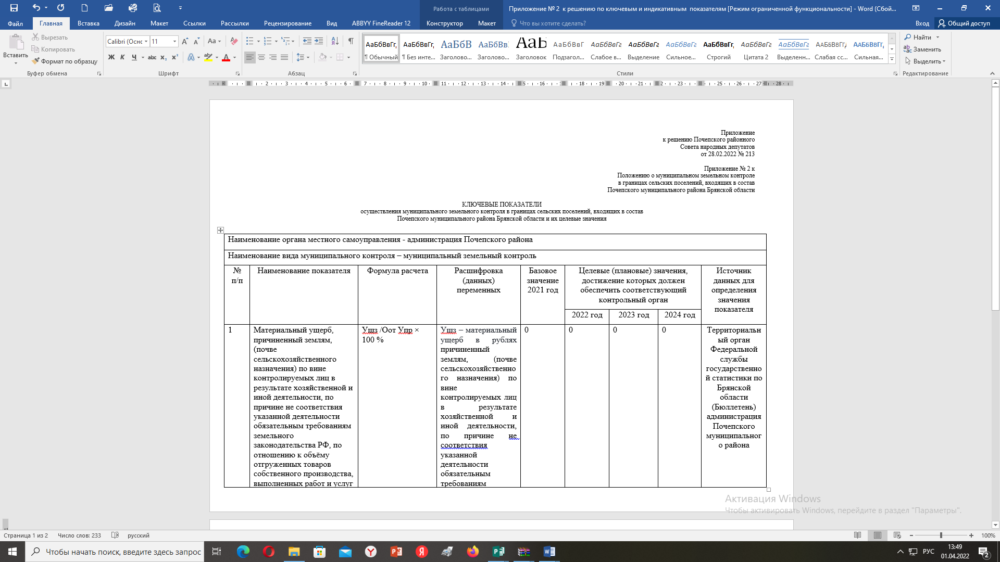 Работа с таблицами
Приложение № 2 к решению по ключевым и индикативным показателям [Режим ограниченной функциональности] - Word (Сбой...
Файл
Главная
Вставка
Дизайн
Макет
Ссылки
Рассылки
Рецензирование
Вид
ABBYY FineReader 12
Конструктор
Макет
Что вы хотите сделать?
Вход
Общий доступ
Вставить
Вырезать
Копировать
Формат по образцу
Буфер обмена
Calibri (Оснс
11
Шрифт
Абзац
¶ Обычный
¶ Без инте...
Заголово...
Заголово...
Заголовок
Подзагол...
Слабое в...
Выделение
Сильное...
Строгий
Цитата 2
Выделенн...
Слабая сс...
Сильная...
Стили
Найти
Заменить
Выделить
Редактирование
Приложение
к решению Почепского районного
Совета народных депутатов
от 28.02.2022 № 213
Приложение № 2 к
Положению о муниципальном земельном контроле
в границах сельских поселений, входящих в состав
Почепского муниципального района Брянской области
КЛЮЧЕВЫЕ ПОКАЗАТЕЛИ
осуществления муниципального земельного контроля в границах сельских поселений, входящих в состав
Почепского муниципального района Брянской области и их целевые значения
Наименование органа местного самоуправления - администрация Почепского района
Наименование вида муниципального контроля – муниципальный земельный контроль
№
п/п
Наименование показателя
Формула расчета
Расшифровка
(данных)
переменных
Базовое
значение
2021 год
Целевые (плановые) значения,
достижение которых должен
обеспечить соответствующий
контрольный орган
2022 год
2023 год
2024 год
Источник
данных для
определения
значения
показателя
1
Материальный ущерб,
причиненный землям,
(почве
сельскохозяйственного
назначения) по вине
контролируемых лиц в
результате хозяйственной и
иной деятельности, по
причине не соответствия
указанной деятельности
обязательным требованиям
земельного
законодательства РФ, по
отношению к объёму
отгруженных товаров
собственного производства,
выполненных работ и услуг
Ущз /Оот Упр ×
100 %
Ущз – материальный
ущерб в рублях
причиненный
землям, (почве
сельскохозяйственно
го назначения) по
вине
контролируемых лиц
в результате
хозяйственной и
иной деятельности,
по причине не
соответствия
указанной
деятельности
обязательным
требованиям
0
0
0
0
Территориальн
ый орган
Федеральной
службы
государственно
й статистики по
Брянской
области
(Бюллетень)
администрация
Почепского
муниципальног
о района
Активация Windows
Чтобы активировать Windows, перейдите в раздел "Параметры".
Страница 1 из 2
Число слов: 233
русский
100%
Чтобы начать поиск, введите здесь запрос
РУС
13:49
01.04.2022
2